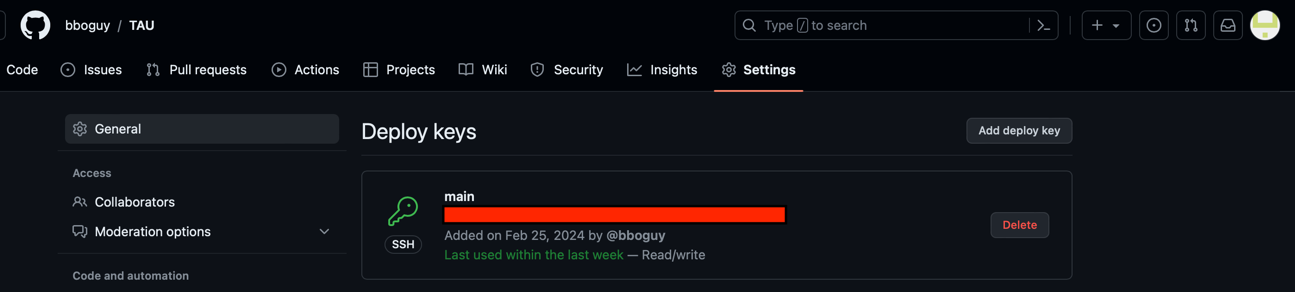 bboguy / TAU
Type / to search
Code Issues Pull requests Actions Projects Wiki Security Insights Settings
General
Access
Collaborators
Moderation options
Code and automation
Deploy keys
Add deploy key
main
SSH
Added on Feb 25, 2024 by @bboguy
Last used within the last week — Read/write
Delete